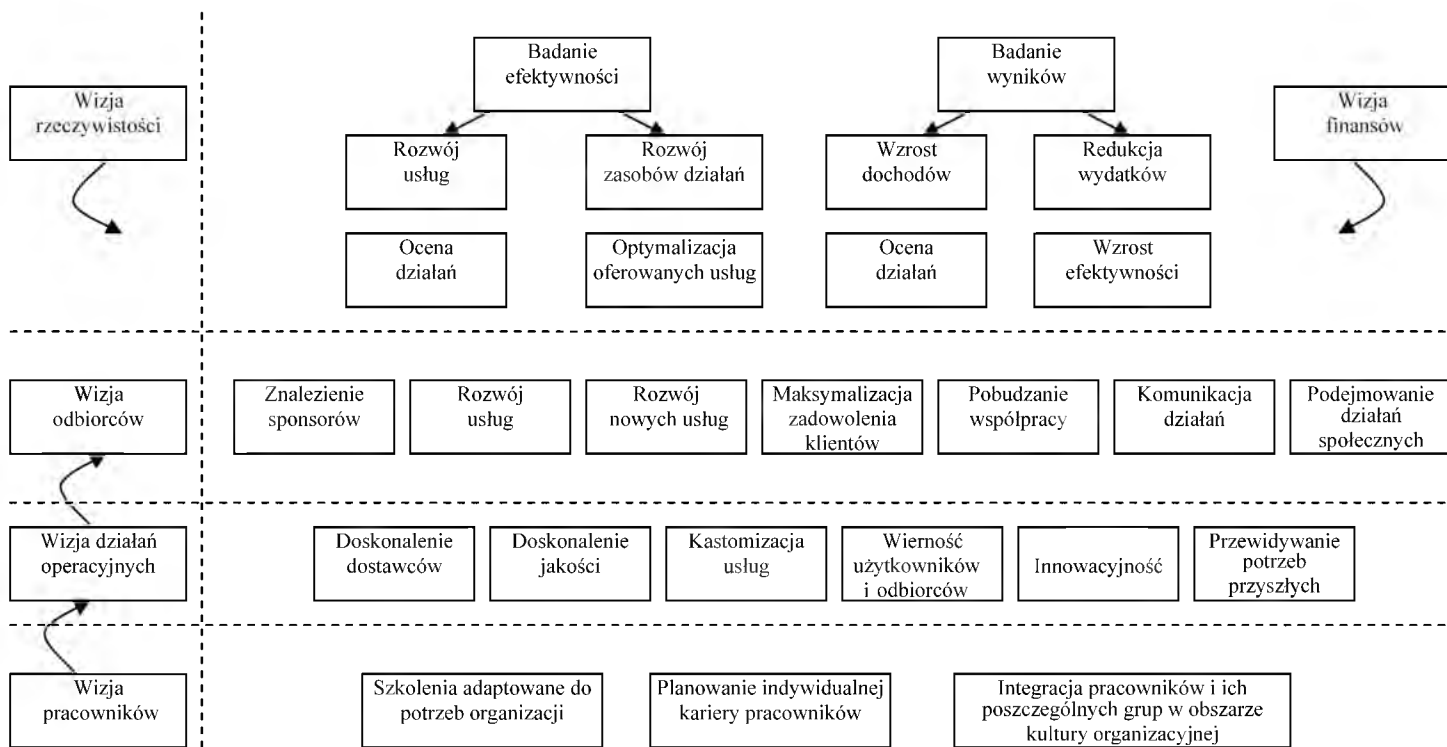 Badanie
efektywności
Badanie
wyników
Wizja
rzeczywistości
Wizja
finansów
Rozwój
usług
Rozwój
zasobów działań
Wzrost
dochodów
Redukcja
wydatków
Ocena
działań
Optymalizacja
oferowanych usług
Ocena
działań
Wzrost
efektywności
Wizja
odbiorców
Znalezienie
sponsorów
Rozwój
usług
Rozwój
nowych usług
Maksymalizacja
zadowolenia
klientów
Pobudzanie
współpracy
Komunikacja
działań
Podejmowanie
działań
społecznych
Wizja działań
operacyjnych
Doskonalenie
dostawców
Doskonalenie
jakości
Kastomizacja
usług
Wierność
użytkowników
i odbiorców
Innowacyjność
Przewidywanie
potrzeb
przyszłych
Wizja
pracowników
Szkolenia adaptowane do
potrzeb organizacji
Planowanie indywidualnej
kariery pracowników
Integracja pracowników i ich
poszczególnych grup w obszarze
kultury organizacyjnej